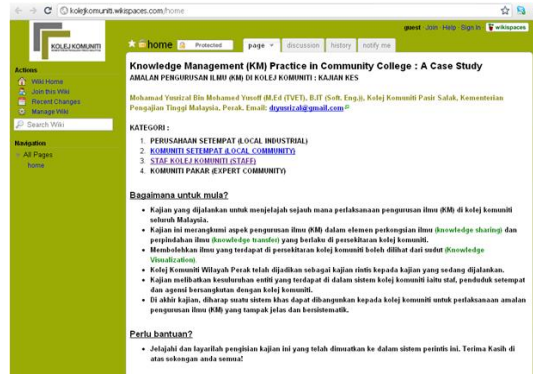 kolejkomuniti.wikispaces.com/home
guest · Join · Help · Sign In · wikispaces
KOLEJ KOMUNITI
home Protected page discussion history notify me
Actions
Wiki Home
Join this Wiki
Recent Changes
Manage Wiki
Search Wiki
Navigation
All Pages
home
Knowledge Management (KM) Practice in Community College : A Case Study
AMALAN PENGURUSAN ILMU (KM) DI KOLEJ KOMUNITI : KAJIAN KES
Mohamad Yusrizal Bin Mohamed Yusoff (M.Ed (TVET), B.IT (Soft. Eng.)), Kolej Komuniti Pasir Salak, Kementerian
Pengajian Tinggi Malaysia, Perak. Email: dryusrizal@gmail.com
KATEGORI :
1. PERUSAHAAN SETEMPAT (LOCAL INDUSTRIAL)
2. KOMUNITI SETEMPAT (LOCAL COMMUNITY)
3. STAF KOLEJ KOMUNITI (STAFF)
4. KOMUNITI PAKAR (EXPERT COMMUNITY)
Bagaimana untuk mula?
• Kajian yang dijalankan untuk menjelajah sejauh mana perlaksanaan pengurusan ilmu (KM) di kolej komuniti
seluruh Malaysia.
• Kajian ini merangkumi aspek pengurusan ilmu (KM) dalam elemen perkongsian ilmu (knowledge sharing) dan
perpindahan ilmu (knowledge transfer) yang berlaku di persekitaran kolej komuniti.
• Membolehkan ilmu yang terdapat di persekitaran kolej komuniti boleh dilihat dari sudut (Knowledge
Visualization).
• Kolej Komuniti Wilayah Perak telah dijadikan sebagai kajian rintis kepada kajian yang sedang dijalankan.
• Kajian melibatkan kesuluruhan entiti yang terdapat di dalam sistem kolej komuniti iaitu staf, penduduk setempat
dan agensi bersangkutan dengan kolej komuniti.
• Di akhir kajian, diharap suatu sistem khas dapat dibangunkan kepada kolej komuniti untuk perlaksanaan amalan
pengurusan ilmu (KM) yang tampak jelas dan bersistematik.
Perlu bantuan?
• Jelajahi dan layarilah pengisian kajian ini yang telah dimuatkan ke dalam sistem perintis ini. Terima Kasih di
atas sokongan anda semua!